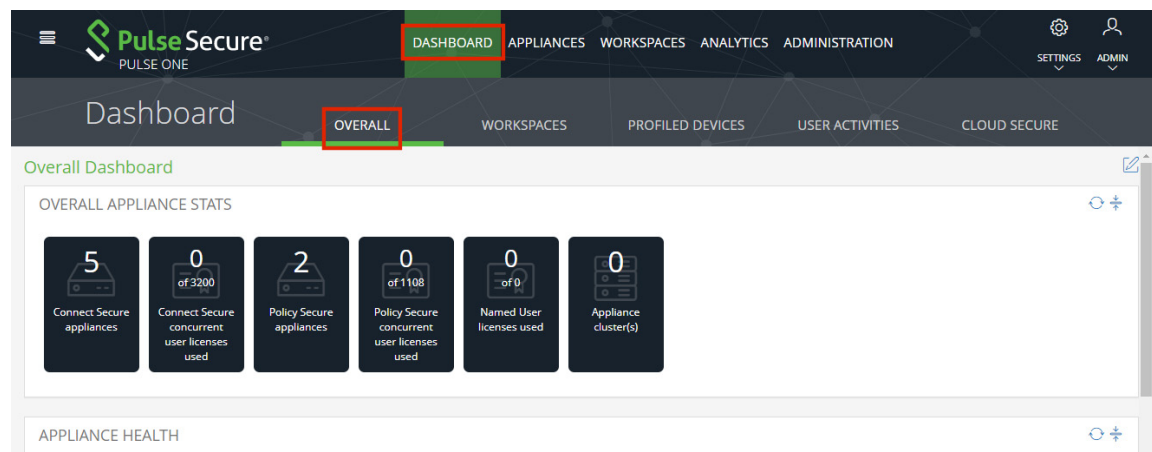 Pulse Secure®
PULSE ONE
DASHBOARD APPLIANCES WORKSPACES ANALYTICS ADMINISTRATION
SETTINGS ADMIN
Dashboard
OVERALL WORKSPACES PROFILED DEVICES USER ACTIVITIES CLOUD SECURE
Overall Dashboard
OVERALL APPLIANCE STATS
5
Connect Secure
appliances
0
of 3200
Connect Secure
concurrent
user licenses
used
2
Policy Secure
appliances
0
of 1108
Policy Secure
concurrent
user licenses
used
0
of 0
Named User
licenses used
0
Appliance
cluster(s)
APPLIANCE HEALTH